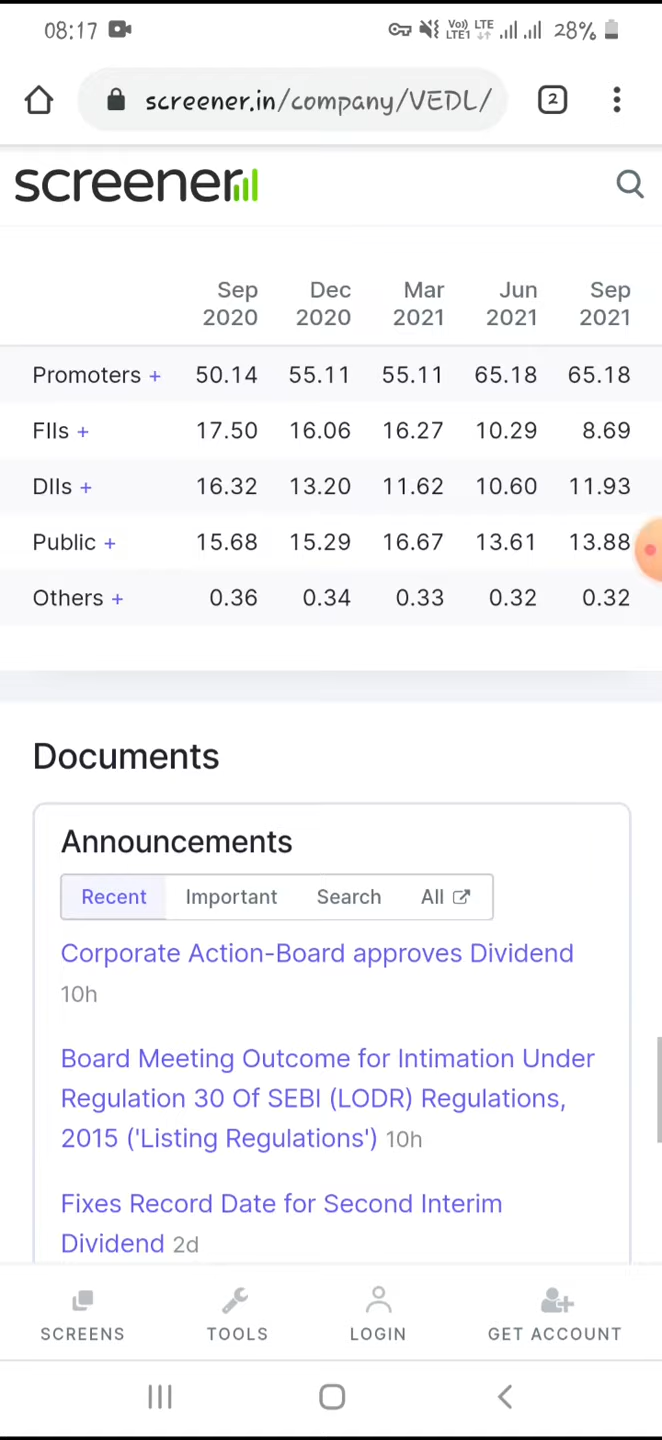 08:17 Vo) LTE LTE1 28%
screener.in/company/VEDL/ 2
screener
Sep Dec Mar Jun Sep
2020 2020 2021 2021 2021
Promoters + 50.14 55.11 55.11 65.18 65.18
FIIs + 17.50 16.06 16.27 10.29 8.69
DIIs + 16.32 13.20 11.62 10.60 11.93
Public + 15.68 15.29 16.67 13.61 13.88
Others + 0.36 0.34 0.33 0.32 0.32
Documents
Announcements
Recent Important Search All
Corporate Action-Board approves Dividend
10h
Board Meeting Outcome for Intimation Under
Regulation 30 Of SEBI (LODR) Regulations,
2015 ('Listing Regulations') 10h
Fixes Record Date for Second Interim
Dividend 2d
SCREENS TOOLS LOGIN GET ACCOUNT